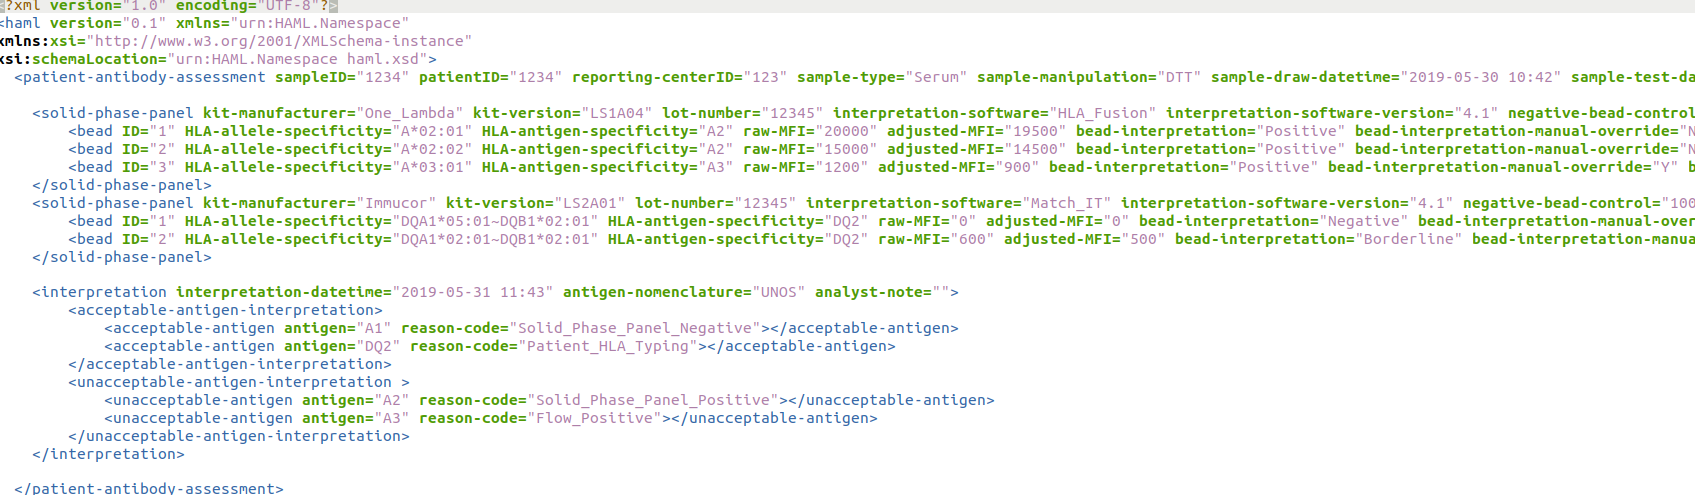 <?xml version="1.0" encoding="UTF-8"?>
<haml version="0.1" xmlns="urn:HAML.Namespace"
xmlns:xsi="http://www.w3.org/2001/XMLSchema-instance"
xsi:schemaLocation="urn:HAML.Namespace haml.xsd">
<patient-antibody-assessment sampleID="1234" patientID="1234" reporting-centerID="123" sample-type="Serum" sample-manipulation="DTT" sample-draw-datetime="2019-05-30 10:42" sample-test-da
<solid-phase-panel kit-manufacturer="One_Lambda" kit-version="LS1A04" lot-number="12345" interpretation-software="HLA_Fusion" interpretation-software-version="4.1" negative-bead-control
<bead ID="1" HLA-allele-specificity="A*02:01" HLA-antigen-specificity="A2" raw-MFI="20000" adjusted-MFI="19500" bead-interpretation="Positive" bead-interpretation-manual-override="N
<bead ID="2" HLA-allele-specificity="A*02:02" HLA-antigen-specificity="A2" raw-MFI="15000" adjusted-MFI="14500" bead-interpretation="Positive" bead-interpretation-manual-override="N
<bead ID="3" HLA-allele-specificity="A*03:01" HLA-antigen-specificity="A3" raw-MFI="1200" adjusted-MFI="900" bead-interpretation="Positive" bead-interpretation-manual-override="Y" b
</solid-phase-panel>
<solid-phase-panel kit-manufacturer="Immucor" kit-version="LS2A01" lot-number="12345" interpretation-software="Match_IT" interpretation-software-version="4.1" negative-bead-control="100
<bead ID="1" HLA-allele-specificity="DQA1*05:01~DQB1*02:01" HLA-antigen-specificity="DQ2" raw-MFI="0" adjusted-MFI="0" bead-interpretation="Negative" bead-interpretation-manual-over
<bead ID="2" HLA-allele-specificity="DQA1*02:01~DQB1*02:01" HLA-antigen-specificity="DQ2" raw-MFI="600" adjusted-MFI="500" bead-interpretation="Borderline" bead-interpretation-manua
</solid-phase-panel>
<interpretation interpretation-datetime="2019-05-31 11:43" antigen-nomenclature="UNOS" analyst-note="">
<acceptable-antigen-interpretation>
<acceptable-antigen antigen="A1" reason-code="Solid_Phase_Panel_Negative"></acceptable-antigen>
<acceptable-antigen antigen="DQ2" reason-code="Patient_HLA_Typing"></acceptable-antigen>
</acceptable-antigen-interpretation>
<unacceptable-antigen-interpretation >
<unacceptable-antigen antigen="A2" reason-code="Solid_Phase_Panel_Positive"></unacceptable-antigen>
<unacceptable-antigen antigen="A3" reason-code="Flow_Positive"></unacceptable-antigen>
</unacceptable-antigen-interpretation>
</interpretation>
</patient-antibody-assessment>